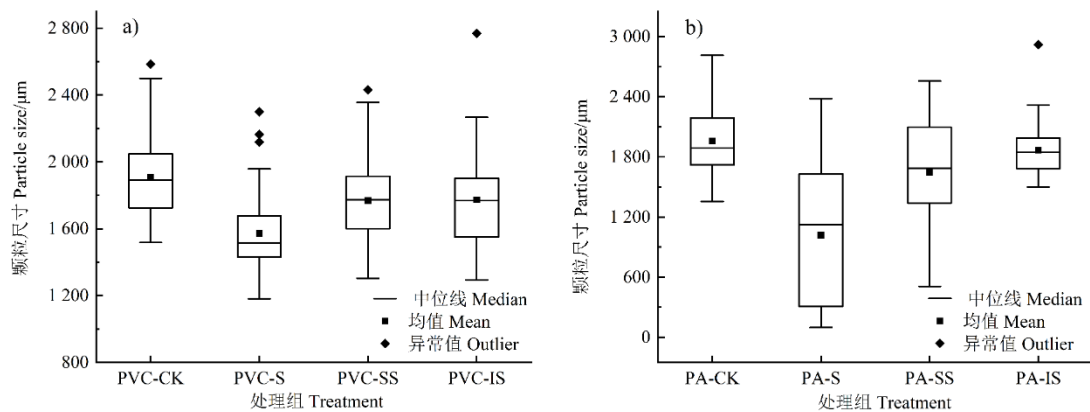 a)
颗粒尺寸 Particle size/μm
2 800
2 400
2 000
1 600
1 200
800
中位线 Median
均值 Mean
异常值 Outlier
PVC-CK PVC-S PVC-SS PVC-IS
处理组 Treatment
b)
颗粒尺寸 Particle size/μm
3 000
2 400
1 800
1 200
600
0
中位线 Median
均值 Mean
异常值 Outlier
PA-CK PA-S PA-SS PA-IS
处理组 Treatment